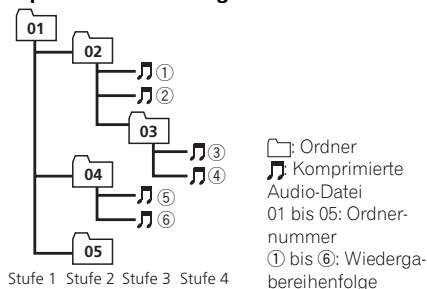 01
02
①
②
03
③
④
04
⑤
⑥
05
Stufe 1 Stufe 2 Stufe 3 Stufe 4
: Ordner
: Komprimierte
Audio-Datei
01 bis 05: Ordner-
nummer
① bis ⑥: Wiederga-
bereihenfolge